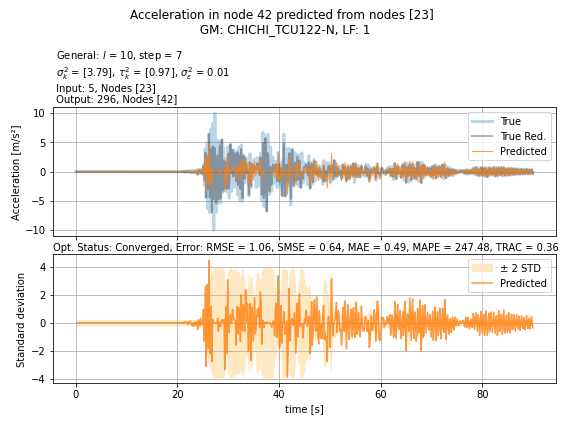 Acceleration in node 42 predicted from nodes [23]
GM: CHICHI_TCU122-N, LF: 1
General: l = 10, step = 7
σ²ₖ = [3.79], τ²ₖ = [0.97], σ²ₑ = 0.01
Input: 5, Nodes [23]
Output: 296, Nodes [42]
10
5
0
−5
−10
Acceleration [m/s²]
True
True Red.
Predicted
Opt. Status: Converged, Error: RMSE = 1.06, SMSE = 0.64, MAE = 0.49, MAPE = 247.48, TRAC = 0.36
4
2
0
−2
−4
Standard deviation
± 2 STD
Predicted
0 20 40 60 80
time [s]